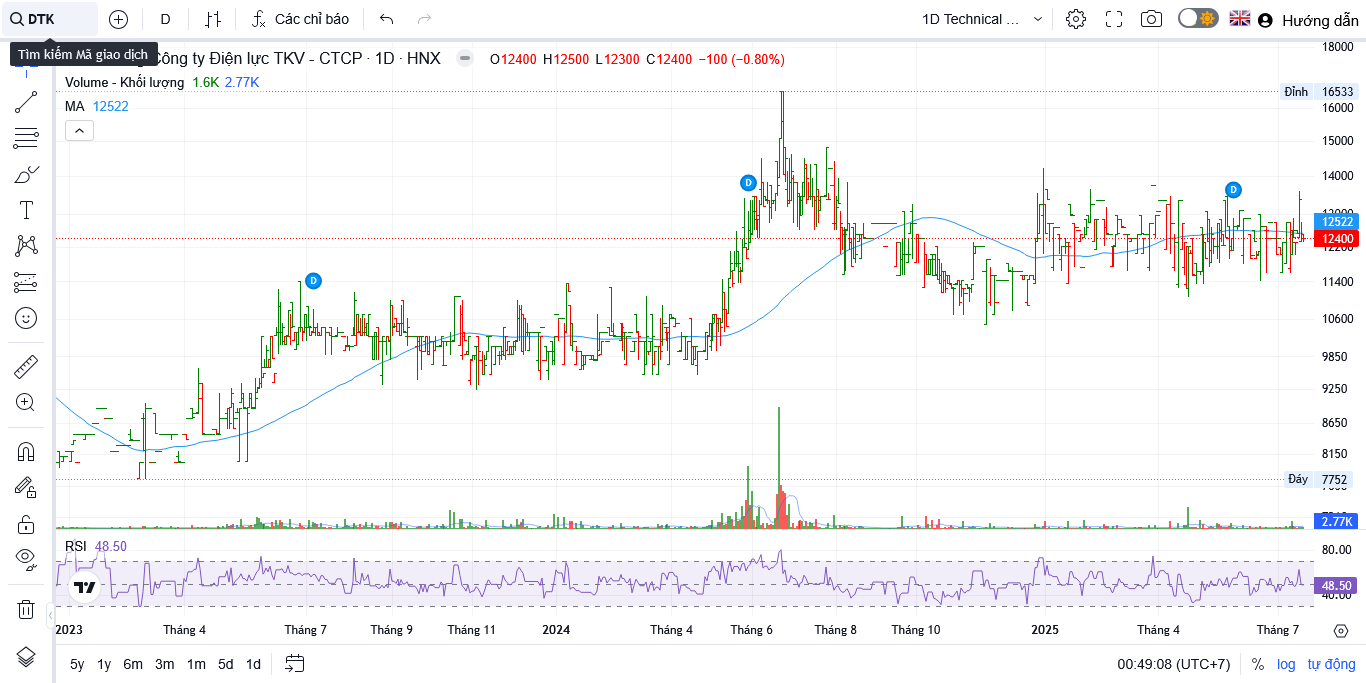 DTK
D
Các chỉ báo
1D Technical ...
Hướng dẫn
Tìm kiếm Mã giao dịch
Công ty Điện lực TKV - CTCP · 1D · HNX
O12400 H12500 L12300 C12400 −100 (−0.80%)
Volume - Khối lượng 1.6K 2.77K
MA 12522
18000
Đỉnh 16533
16000
15000
14000
D
D
13000
12522
12400
12200
D
11400
10600
9850
9250
8650
8150
Đáy 7752
2.77K
RSI 48.50
80.00
48.50
40.00
2023 Tháng 4 Tháng 7 Tháng 9 Tháng 11 2024 Tháng 4 Tháng 6 Tháng 8 Tháng 10 2025 Tháng 4 Tháng 7
5y 1y 6m 3m 1m 5d 1d
00:49:08 (UTC+7) % log tự động